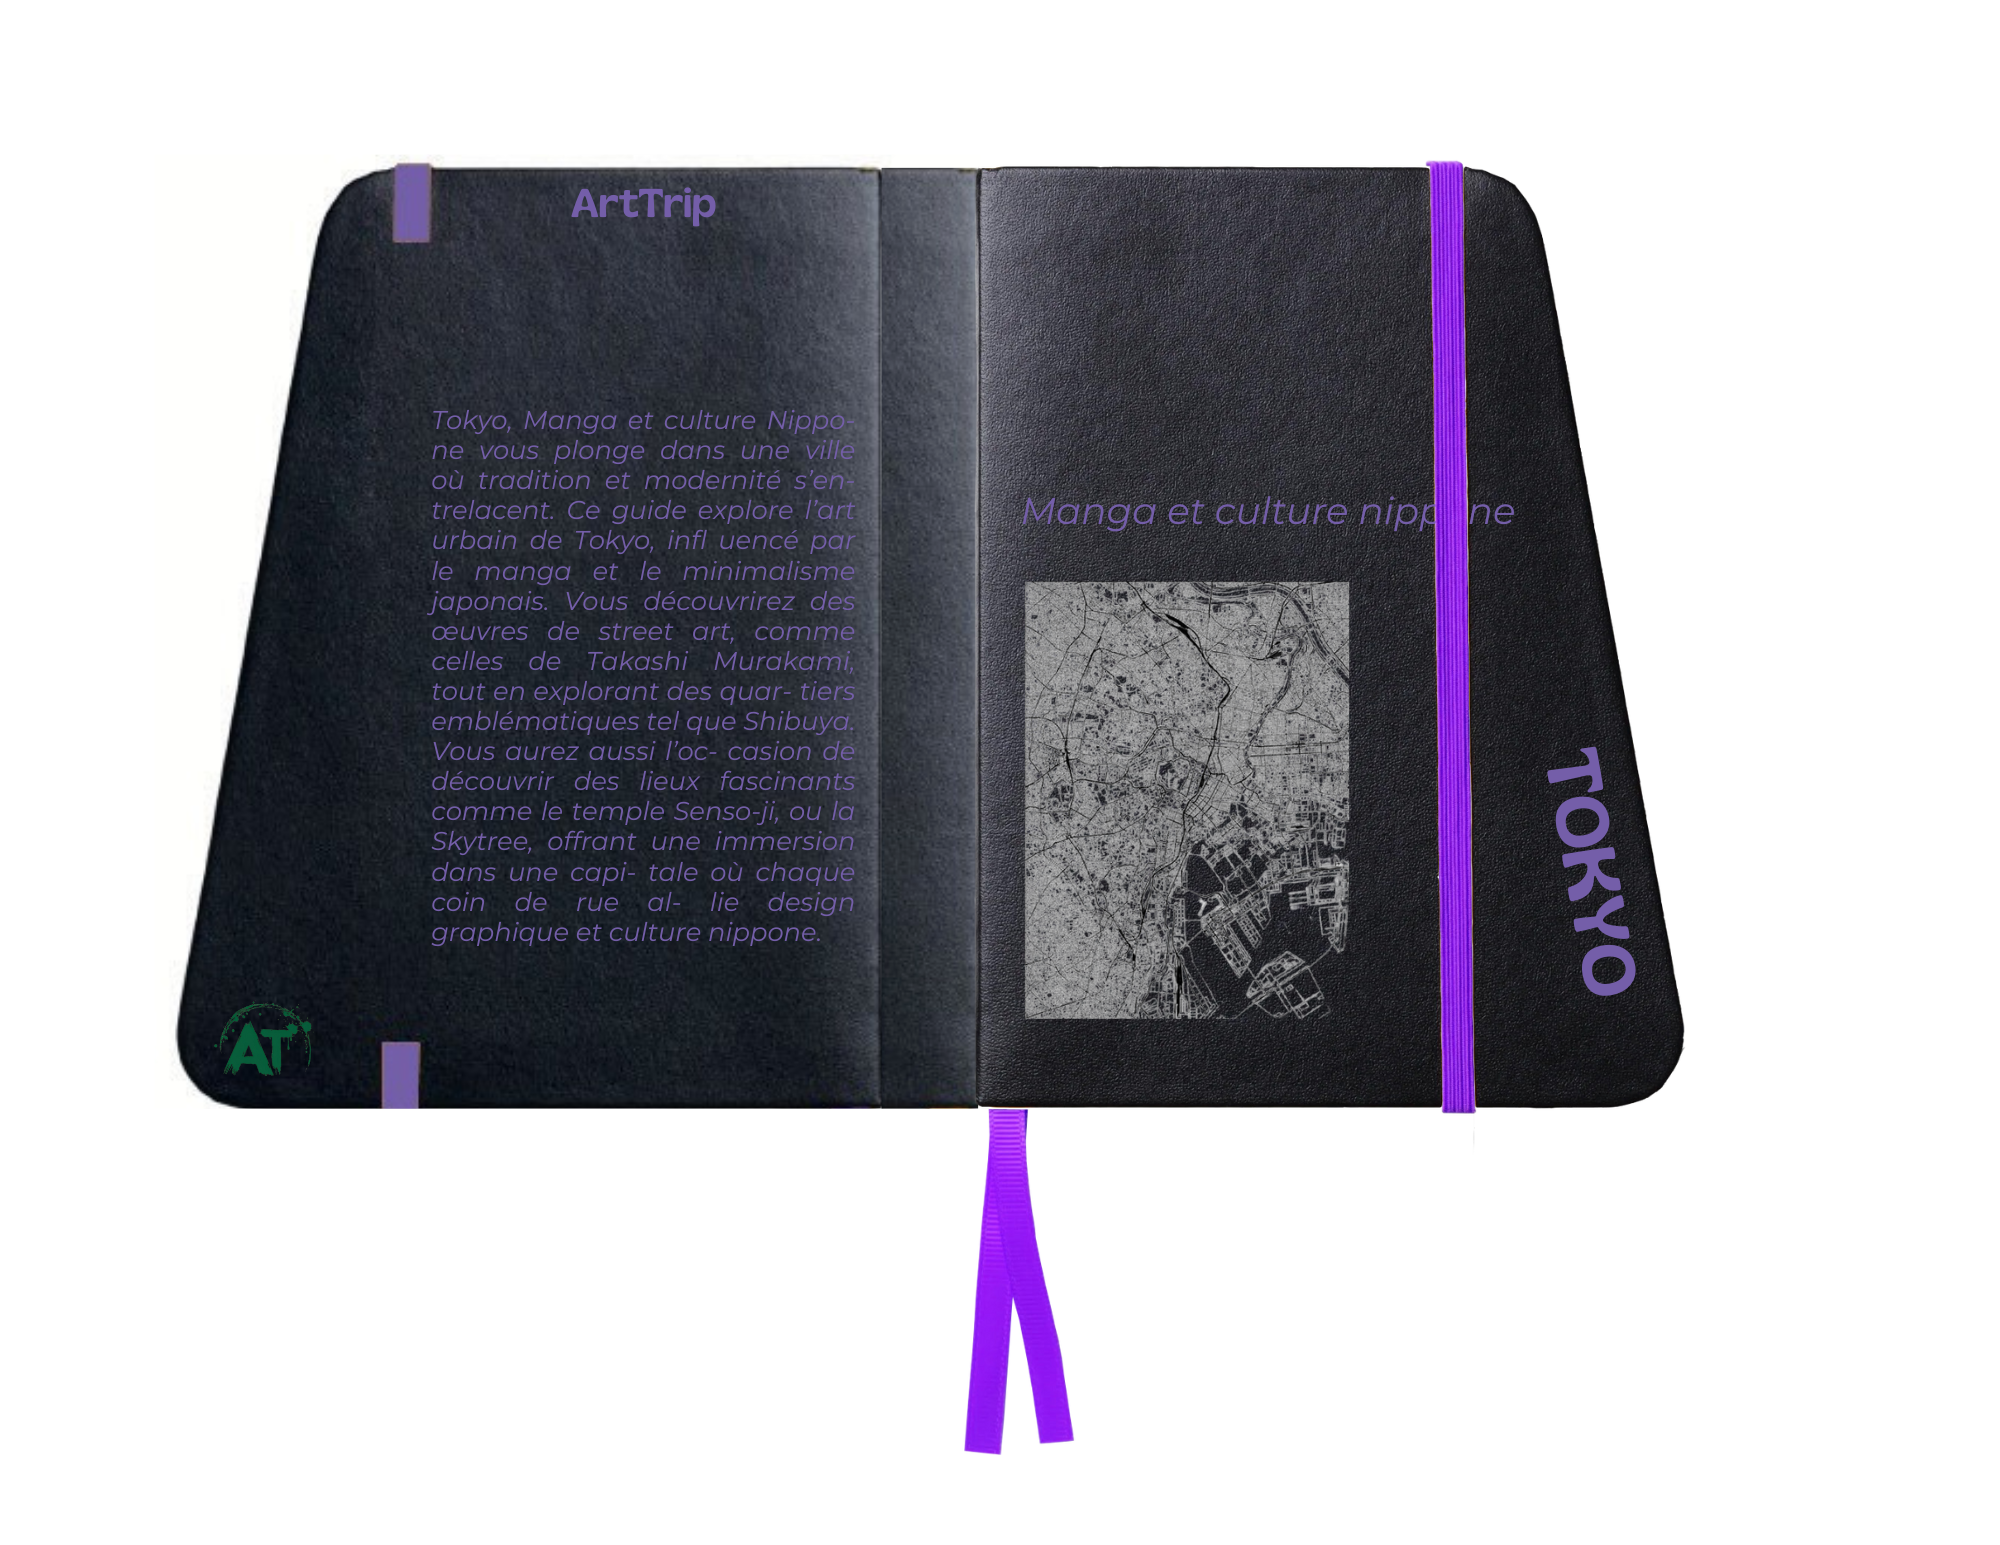 ArtTrip
Tokyo, Manga et culture Nippo-
ne vous plonge dans une ville
où tradition et modernité s'en-
trelacent. Ce guide explore l'art
urbain de Tokyo, infl uencé par
le manga et le minimalisme
japonais. Vous découvrirez des
œuvres de street art, comme
celles de Takashi Murakami,
tout en explorant des quar- tiers
emblématiques tel que Shibuya.
Vous aurez aussi l'oc- casion de
découvrir des lieux fascinants
comme le temple Senso-ji, ou la
Skytree, offrant une immersion
dans une capi- tale où chaque
coin de rue al- lie design
graphique et culture nippone.
AT
Manga et culture nippone
TOKYO